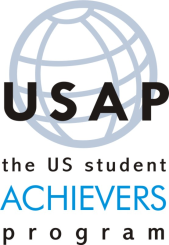 USAP
the US student
ACHIEVERS
program